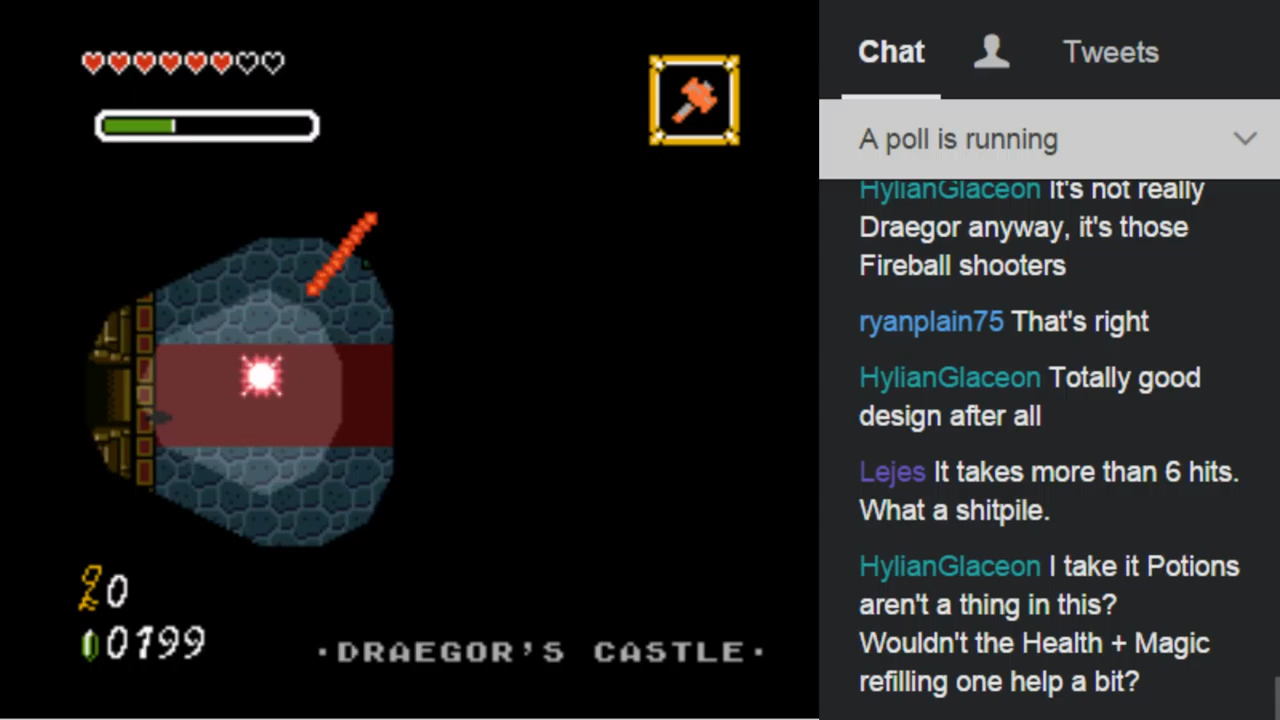 Chat
Tweets
A poll is running
HylianGlaceon It's not really
Draegor anyway, it's those
Fireball shooters
ryanplain75 That's right
HylianGlaceon Totally good
design after all
Lejes It takes more than 6 hits.
What a shitpile.
HylianGlaceon I take it Potions
aren't a thing in this?
Wouldn't the Health + Magic
refilling one help a bit?
0
0199
·DRAEGOR'S CASTLE·